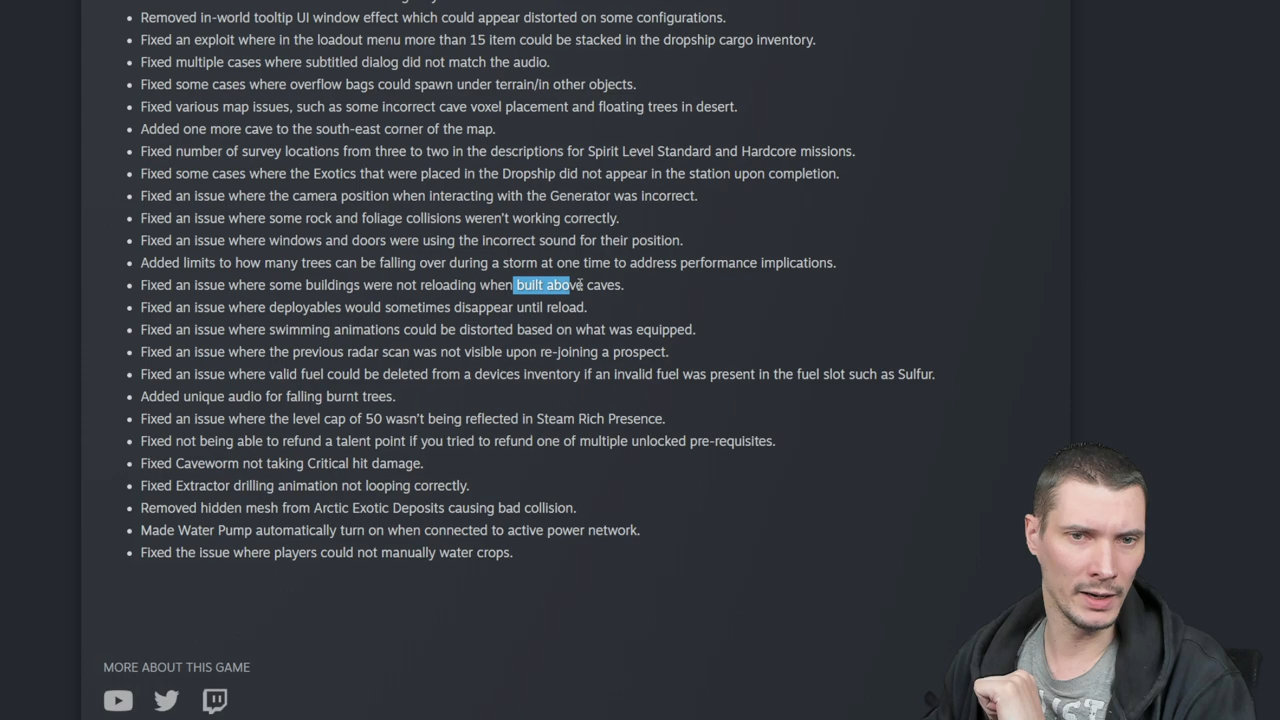 Removed in-world tooltip UI window effect which could appear distorted on some configurations.
Fixed an exploit where in the loadout menu more than 15 item could be stacked in the dropship cargo inventory.
Fixed multiple cases where subtitled dialog did not match the audio.
Fixed some cases where overflow bags could spawn under terrain/in other objects.
Fixed various map issues, such as some incorrect cave voxel placement and floating trees in desert.
Added one more cave to the south-east corner of the map.
Fixed number of survey locations from three to two in the descriptions for Spirit Level Standard and Hardcore missions.
Fixed some cases where the Exotics that were placed in the Dropship did not appear in the station upon completion.
Fixed an issue where the camera position when interacting with the Generator was incorrect.
Fixed an issue where some rock and foliage collisions weren't working correctly.
Fixed an issue where windows and doors were using the incorrect sound for their position.
Added limits to how many trees can be falling over during a storm at one time to address performance implications.
Fixed an issue where some buildings were not reloading when built above caves.
Fixed an issue where deployables would sometimes disappear until reload.
Fixed an issue where swimming animations could be distorted based on what was equipped.
Fixed an issue where the previous radar scan was not visible upon re-joining a prospect.
Fixed an issue where valid fuel could be deleted from a devices inventory if an invalid fuel was present in the fuel slot such as Sulfur.
Added unique audio for falling burnt trees.
Fixed an issue where the level cap of 50 wasn't being reflected in Steam Rich Presence.
Fixed not being able to refund a talent point if you tried to refund one of multiple unlocked pre-requisites.
Fixed Caveworm not taking Critical hit damage.
Fixed Extractor drilling animation not looping correctly.
Removed hidden mesh from Arctic Exotic Deposits causing bad collision.
Made Water Pump automatically turn on when connected to active power network.
Fixed the issue where players could not manually water crops.
MORE ABOUT THIS GAME